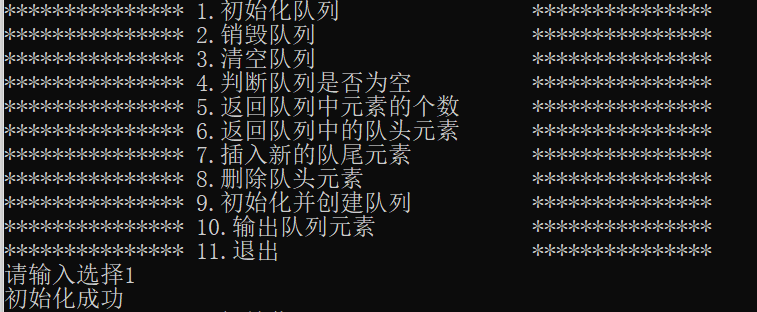 *************** 1.初始化队列 ***************
*************** 2.销毁队列 ***************
*************** 3.清空队列 ***************
*************** 4.判断队列是否为空 ***************
*************** 5.返回队列中元素的个数 ***************
*************** 6.返回队列中的队头元素 ***************
*************** 7.插入新的队尾元素 ***************
*************** 8.删除队头元素 ***************
*************** 9.初始化并创建队列 ***************
*************** 10.输出队列元素 ***************
*************** 11.退出 ***************
请输入选择1
初始化成功